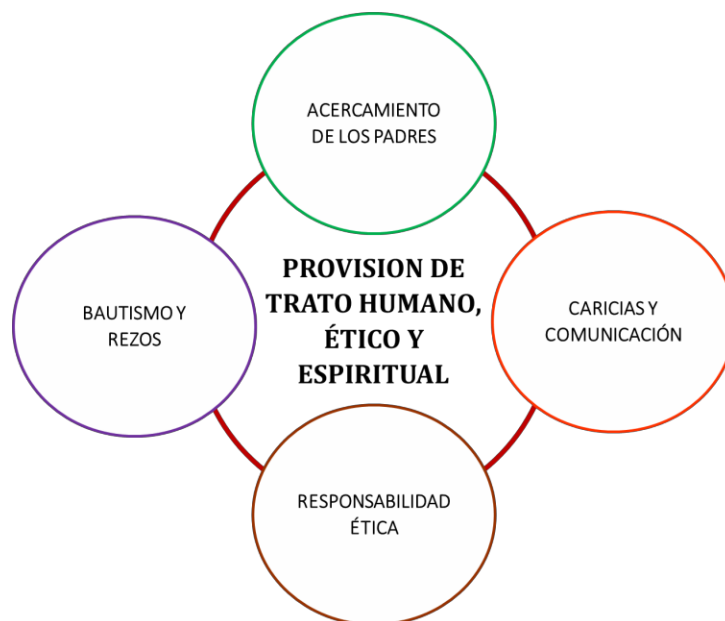 ACERCAMIENTO
DE LOS PADRES
PROVISION DE
TRATO HUMANO,
ÉTICO Y
ESPIRITUAL
CARICIAS Y
COMUNICACIÓN
RESPONSABILIDAD
ÉTICA
BAUTISMO Y
REZOS